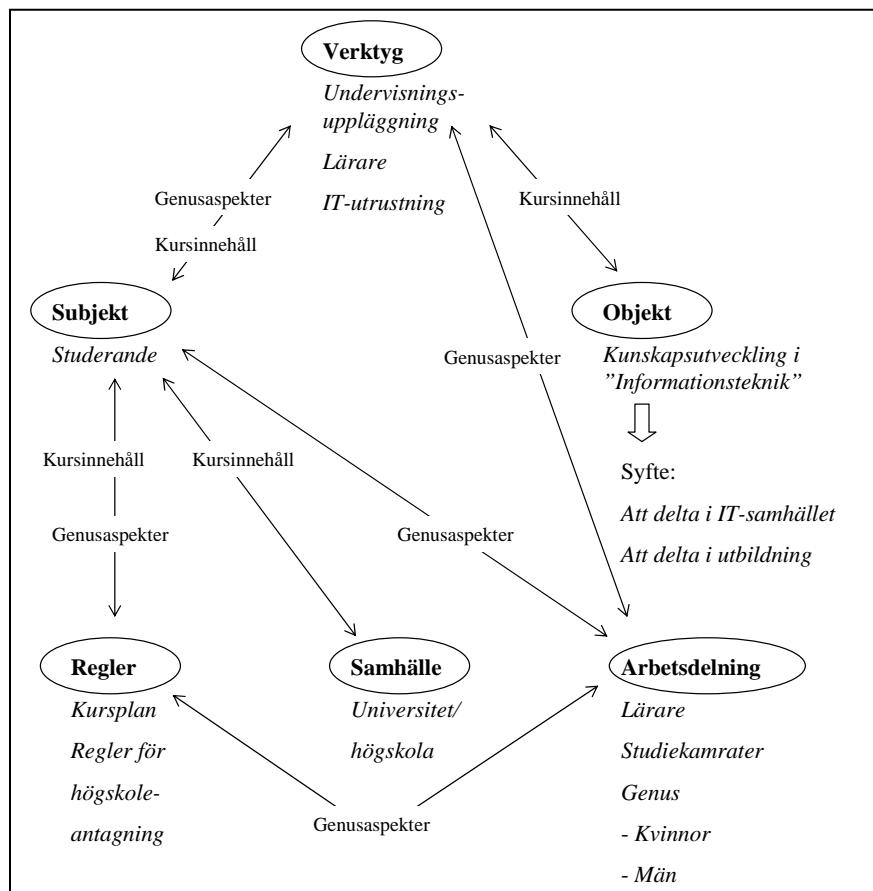 Verktyg
Undervisnings-
uppläggning
Lärare
IT-utrustning
Genusaspekter
Kursinnehåll
Kursinnehåll
Subjekt
Studerande
Objekt
Kunskapsutveckling i
”Informationsteknik”
Genusaspekter
Kursinnehåll
Kursinnehåll
Syfte:
Att delta i IT-samhället
Att delta i utbildning
Genusaspekter
Genusaspekter
Regler
Kursplan
Regler för
högskole-
antagning
Samhälle
Universitet/
högskola
Arbetsdelning
Lärare
Studiekamrater
Genus
- Kvinnor
- Män
Genusaspekter